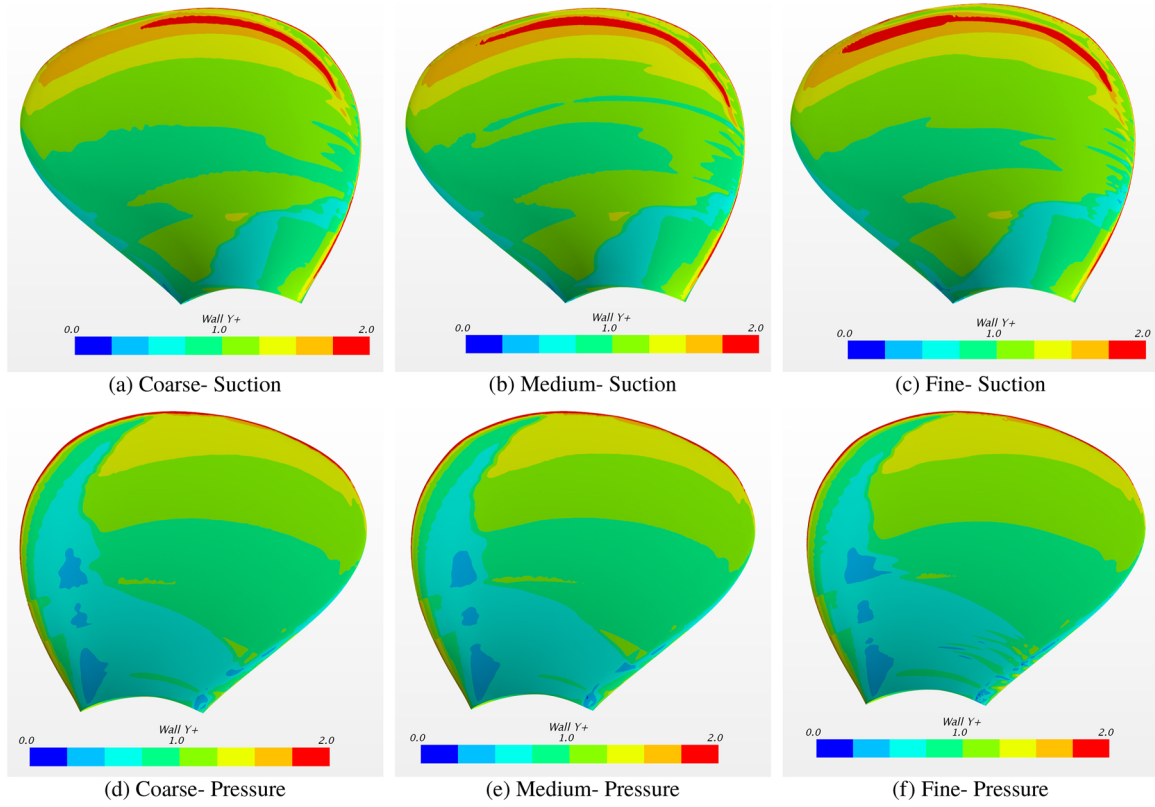 Wall Y+
0.0 1.0 2.0
(a) Coarse- Suction
Wall Y+
0.0 1.0 2.0
(b) Medium- Suction
Wall Y+
0.0 1.0 2.0
(c) Fine- Suction
Wall Y+
0.0 1.0 2.0
(d) Coarse- Pressure
Wall Y+
0.0 1.0 2.0
(e) Medium- Pressure
Wall Y+
0.0 1.0 2.0
(f) Fine- Pressure